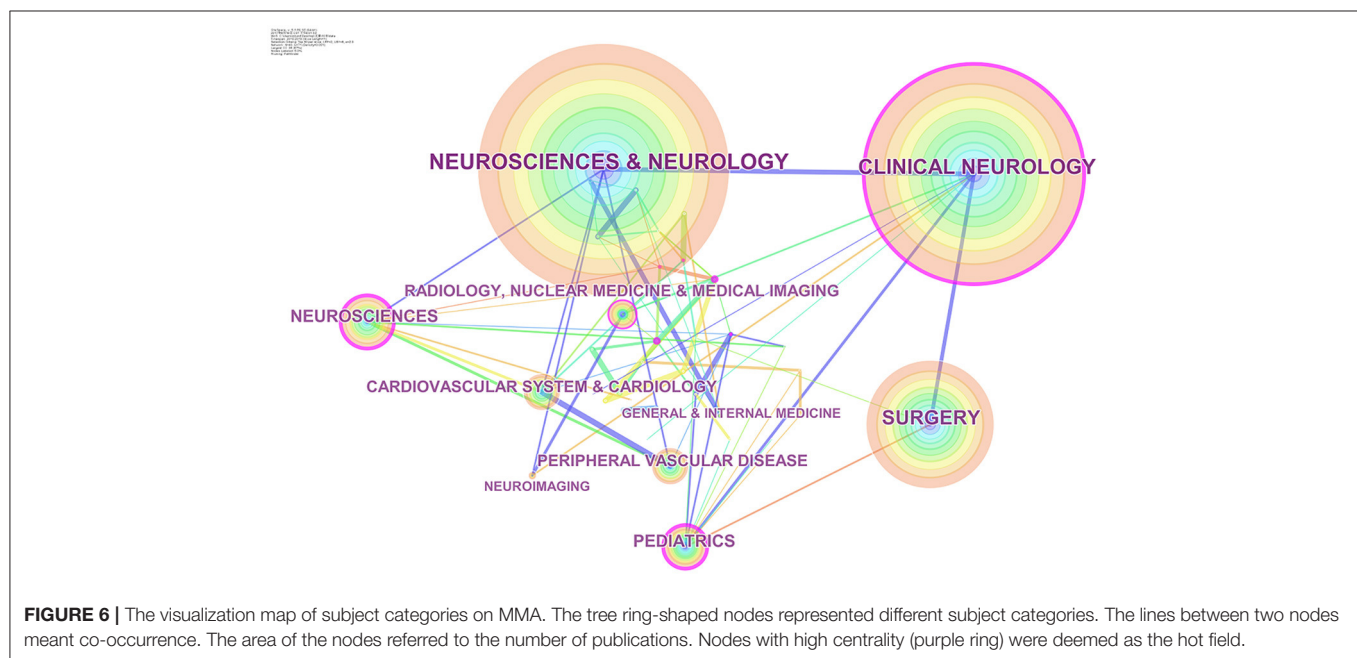 NEUROSCIENCES & NEUROLOGY
CLINICAL NEUROLOGY
RADIOLOGY, NUCLEAR MEDICINE & MEDICAL IMAGING
NEUROSCIENCES
CARDIOVASCULAR SYSTEM & CARDIOLOGY
GENERAL & INTERNAL MEDICINE
SURGERY
PERIPHERAL VASCULAR DISEASE
NEUROIMAGING
PEDIATRICS
FIGURE 6 | The visualization map of subject categories on MMA. The tree ring-shaped nodes represented different subject categories. The lines between two nodes
meant co-occurrence. The area of the nodes referred to the number of publications. Nodes with high centrality (purple ring) were deemed as the hot field.